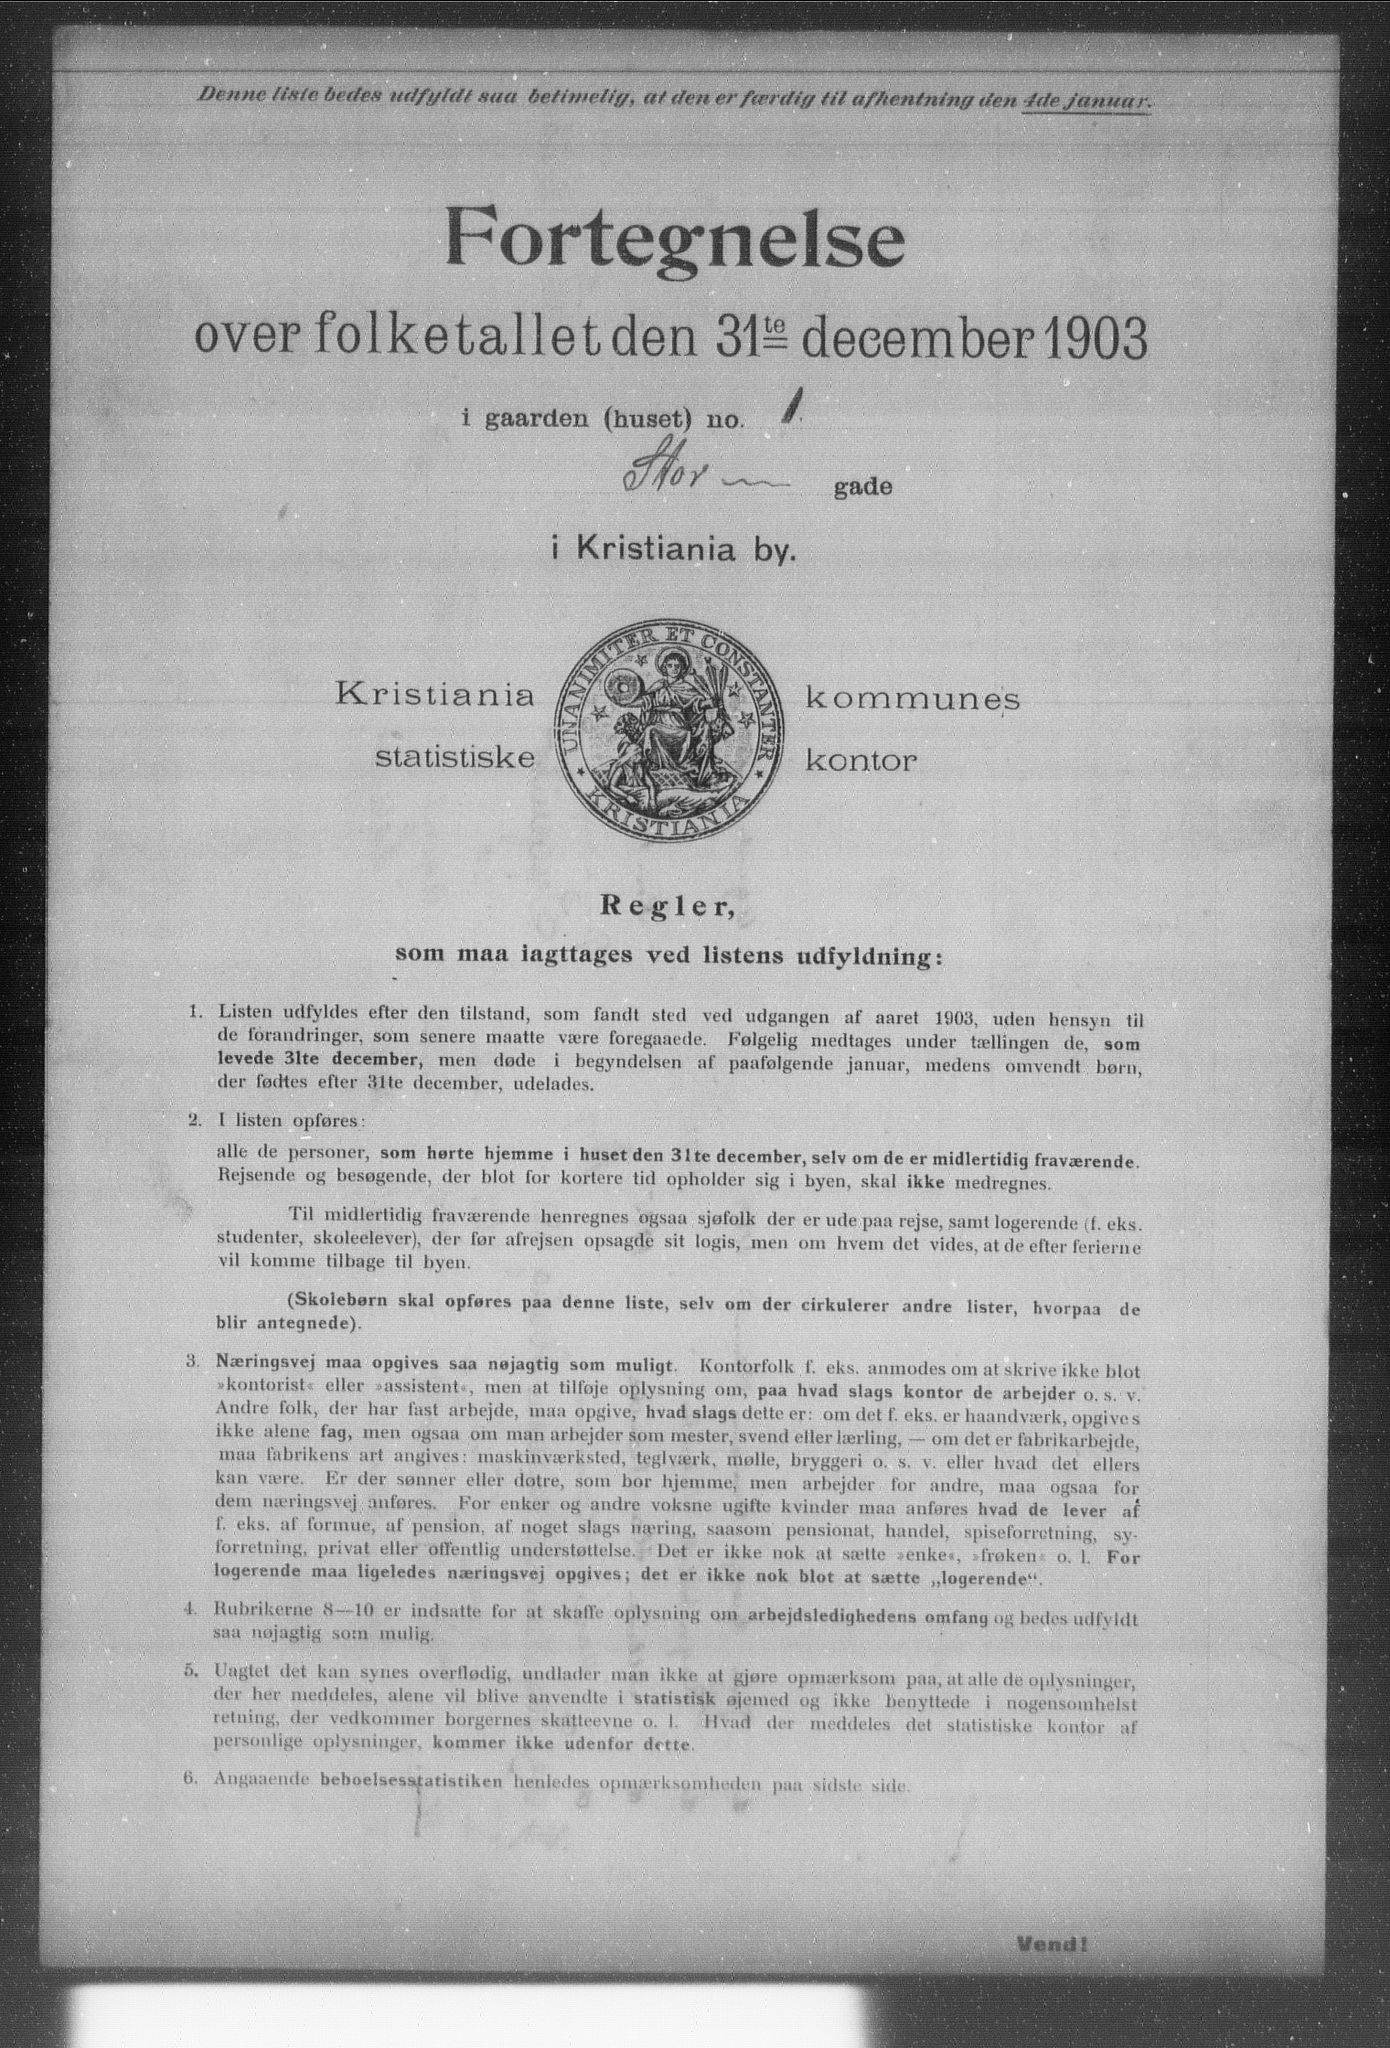 Denne liste bedes udfyldt saa betimelig, at den er færdig til afhentning den 4de januar.
Fortegnelse
over folketallet den 31te december 1903
i gaarden (huset) no. 1.
Stor gade
i Kristiania by.
Kristiania kommunes
statistiske kontor
UNANIMITER ET CONSTANTER
KRISTIANIA
Regler,
som maa iagttages ved listens udfyldning:
1. Listen udfyldes efter den tilstand, som fandt sted ved udgangen af aaret 1903, uden hensyn til
de forandringer, som senere maatte være foregaaede. Følgelig medtages under tællingen de, som
levede 31te december, men døde i begyndelsen af paafølgende januar, medens omvendt børn,
der fødtes efter 31te december, udelades.
2. I listen opføres:
alle de personer, som hørte hjemme i huset den 31te december, selv om de er midlertidig fraværende.
Rejsende og besøgende, der blot for kortere tid opholder sig i byen, skal ikke medregnes.
Til midlertidig fraværende henregnes ogsaa sjøfolk der er ude paa rejse, samt logerende (f. eks.
studenter, skoleelever), der før afrejsen opsagde sit logis, men om hvem det vides, at de efter ferierne
vil komme tilbage til byen.
(Skolebørn skal opføres paa denne liste, selv om der cirkulerer andre lister, hvorpaa de
blir antegnede).
3. Næringsvej maa opgives saa nøjagtig som muligt. Kontorfolk f. eks. anmodes om at skrive ikke blot
»kontorist« eller »assistent«, men at tilføje oplysning om, paa hvad slags kontor de arbejder o. s. v.
Andre folk, der har fast arbejde, maa opgive, hvad slags dette er: om det f. eks. er haandværk, opgives
ikke alene fag, men ogsaa om man arbejder som mester, svend eller lærling, — om det er fabrikarbejde,
maa fabrikens art angives: maskinværksted, teglværk, mølle, bryggeri o. s. v. eller hvad det ellers
kan være. Er der sønner eller døtre, som bor hjemme, men arbejder for andre, maa ogsaa for
dem næringsvej anføres. For enker og andre voksne ugifte kvinder maa anføres hvad de lever af
f. eks. af formue, af pension, af noget slags næring, saasom pensionat, handel, spiseforretning, sy-
forretning, privat eller offentlig understøttelse. Det er ikke nok at sætte »enke«, »frøken« o. l. For
logerende maa ligeledes næringsvej opgives; det er ikke nok blot at sætte „logerende“.
4. Rubrikerne 8—10 er indsatte for at skaffe oplysning om arbejdsledighedens omfang og bedes udfyldt
saa nøjagtig som mulig.
5. Uagtet det kan synes overflødig, undlader man ikke at gjøre opmærksom paa, at alle de oplysninger,
der her meddeles, alene vil blive anvendte i statistisk øjemed og ikke benyttede i nogensomhelst
retning, der vedkommer borgernes skatteevne o. l. Hvad der meddeles det statistiske kontor af
personlige oplysninger, kommer ikke udenfor dette.
6. Angaaende beboelsesstatistiken henledes opmærksomheden paa sidste side.
Vend!